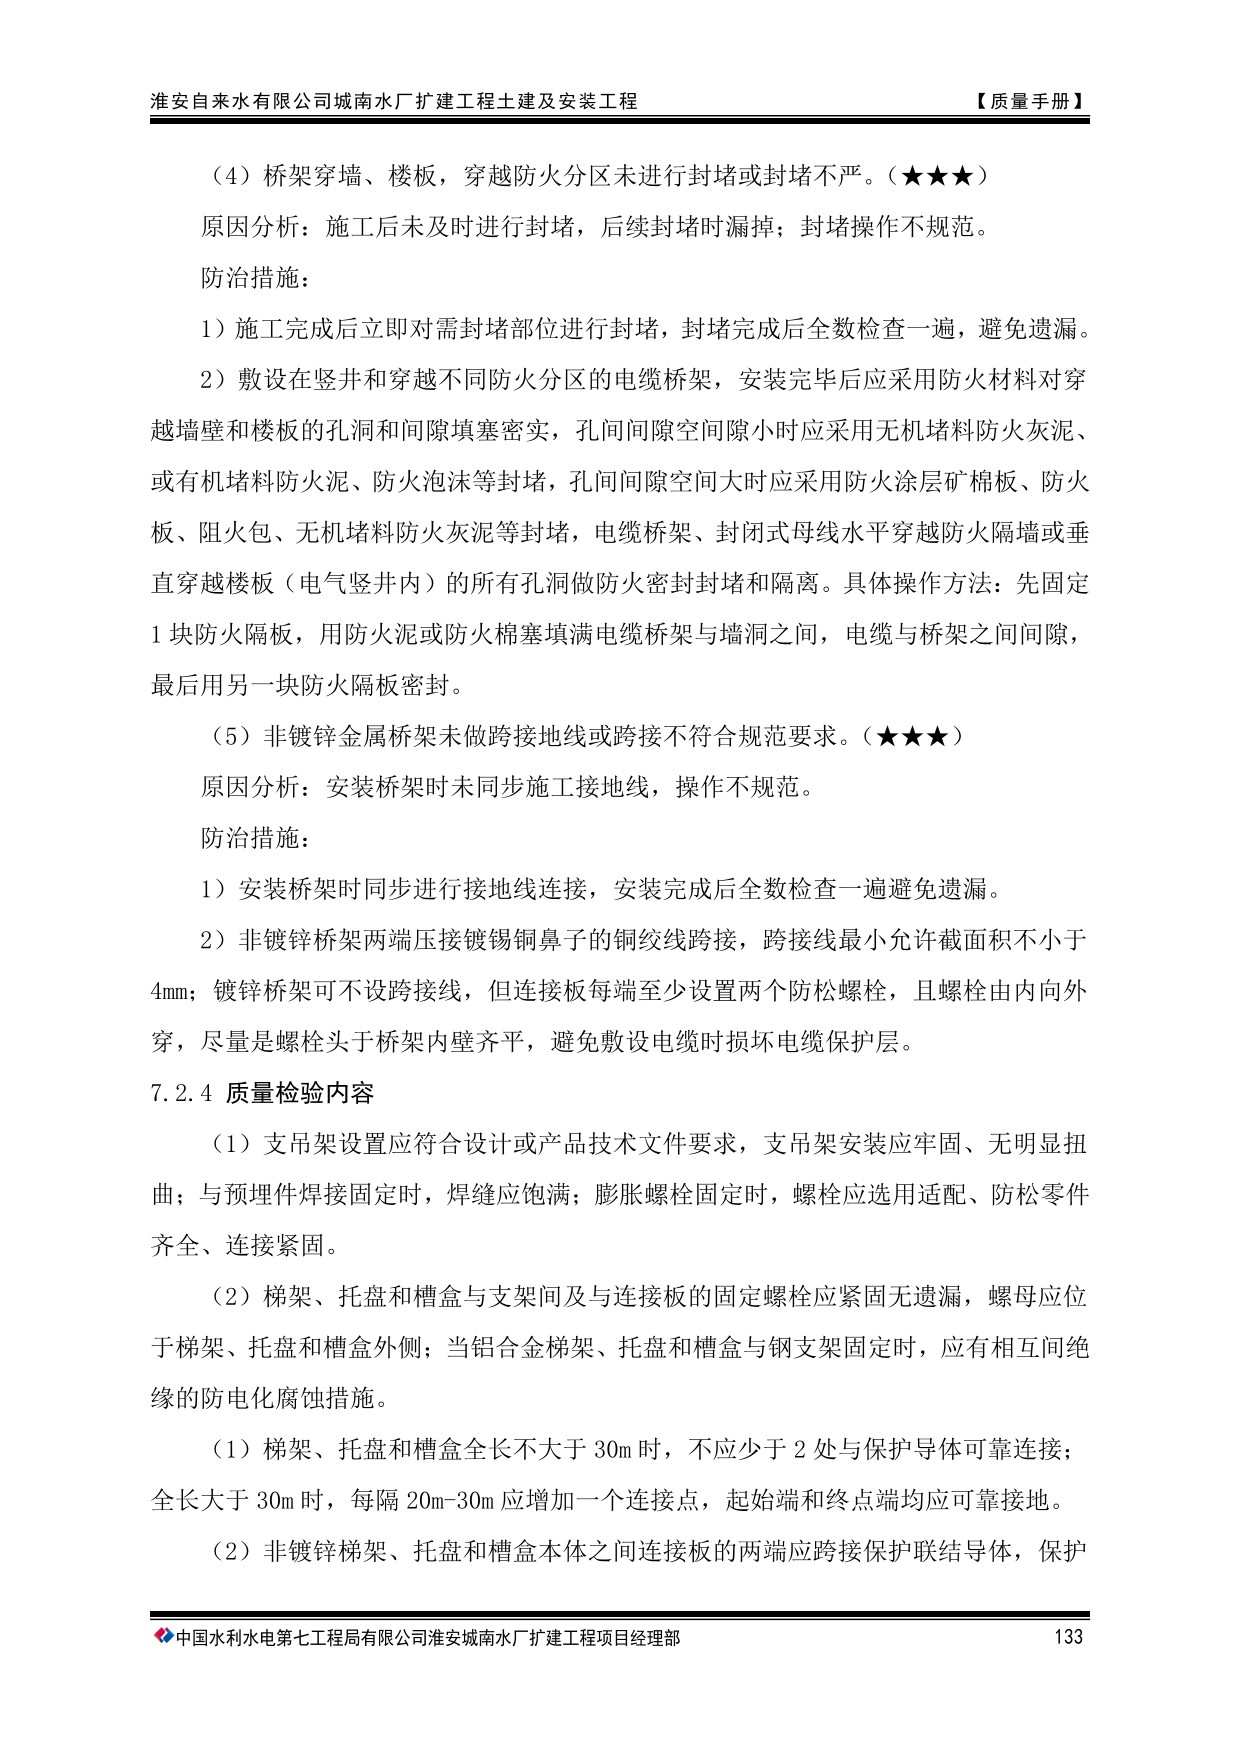 淮安自来水有限公司城南水厂扩建工程土建及安装工程 【质量手册】
（4）桥架穿墙、楼板，穿越防火分区未进行封堵或封堵不严。（★★★）
原因分析：施工后未及时进行封堵，后续封堵时漏掉；封堵操作不规范。
防治措施：
1）施工完成后立即对需封堵部位进行封堵，封堵完成后全数检查一遍，避免遗漏。
2）敷设在竖井和穿越不同防火分区的电缆桥架，安装完毕后应采用防火材料对穿
越墙壁和楼板的孔洞和间隙填塞密实，孔间间隙空间隙小时应采用无机堵料防火灰泥、
或有机堵料防火泥、防火泡沫等封堵，孔间间隙空间大时应采用防火涂层矿棉板、防火
板、阻火包、无机堵料防火灰泥等封堵，电缆桥架、封闭式母线水平穿越防火隔墙或垂
直穿越楼板（电气竖井内）的所有孔洞做防火密封封堵和隔离。具体操作方法：先固定
1 块防火隔板，用防火泥或防火棉塞填满电缆桥架与墙洞之间，电缆与桥架之间间隙，
最后用另一块防火隔板密封。
（5）非镀锌金属桥架未做跨接地线或跨接不符合规范要求。（★★★）
原因分析：安装桥架时未同步施工接地线，操作不规范。
防治措施：
1）安装桥架时同步进行接地线连接，安装完成后全数检查一遍避免遗漏。
2）非镀锌桥架两端压接镀锡铜鼻子的铜绞线跨接，跨接线最小允许截面积不小于
4mm；镀锌桥架可不设跨接线，但连接板每端至少设置两个防松螺栓，且螺栓由内向外
穿，尽量是螺栓头于桥架内壁齐平，避免敷设电缆时损坏电缆保护层。
7.2.4 质量检验内容
（1）支吊架设置应符合设计或产品技术文件要求，支吊架安装应牢固、无明显扭
曲；与预埋件焊接固定时，焊缝应饱满；膨胀螺栓固定时，螺栓应选用适配、防松零件
齐全、连接紧固。
（2）梯架、托盘和槽盒与支架间及与连接板的固定螺栓应紧固无遗漏，螺母应位
于梯架、托盘和槽盒外侧；当铝合金梯架、托盘和槽盒与钢支架固定时，应有相互间绝
缘的防电化腐蚀措施。
（1）梯架、托盘和槽盒全长不大于 30m 时，不应少于 2 处与保护导体可靠连接；
全长大于 30m 时，每隔 20m-30m 应增加一个连接点，起始端和终点端均应可靠接地。
（2）非镀锌梯架、托盘和槽盒本体之间连接板的两端应跨接保护联结导体，保护
中国水利水电第七工程局有限公司淮安城南水厂扩建工程项目经理部 133